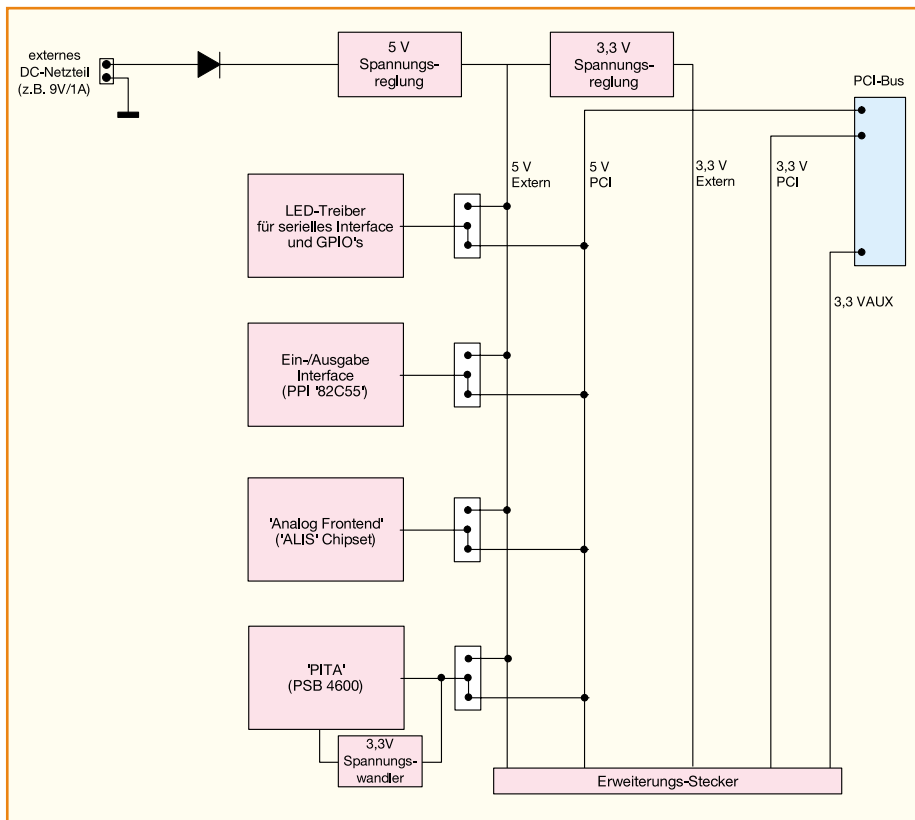 externes
DC-Netzteil
(z.B. 9V/1A)
5 V
Spannungs-
reglung
3,3 V
Spannungs-
reglung
PCI-Bus
5 V
Extern
5 V
PCI
3,3 V
Extern
3,3 V
PCI
3,3 VAUX
LED-Treiber
für serielles Interface
und GPIO's
Ein-/Ausgabe
Interface
(PPI '82C55')
'Analog Frontend'
('ALIS' Chipset)
'PITA'
(PSB 4600)
3,3V
Spannungs-
wandler
Erweiterungs-Stecker